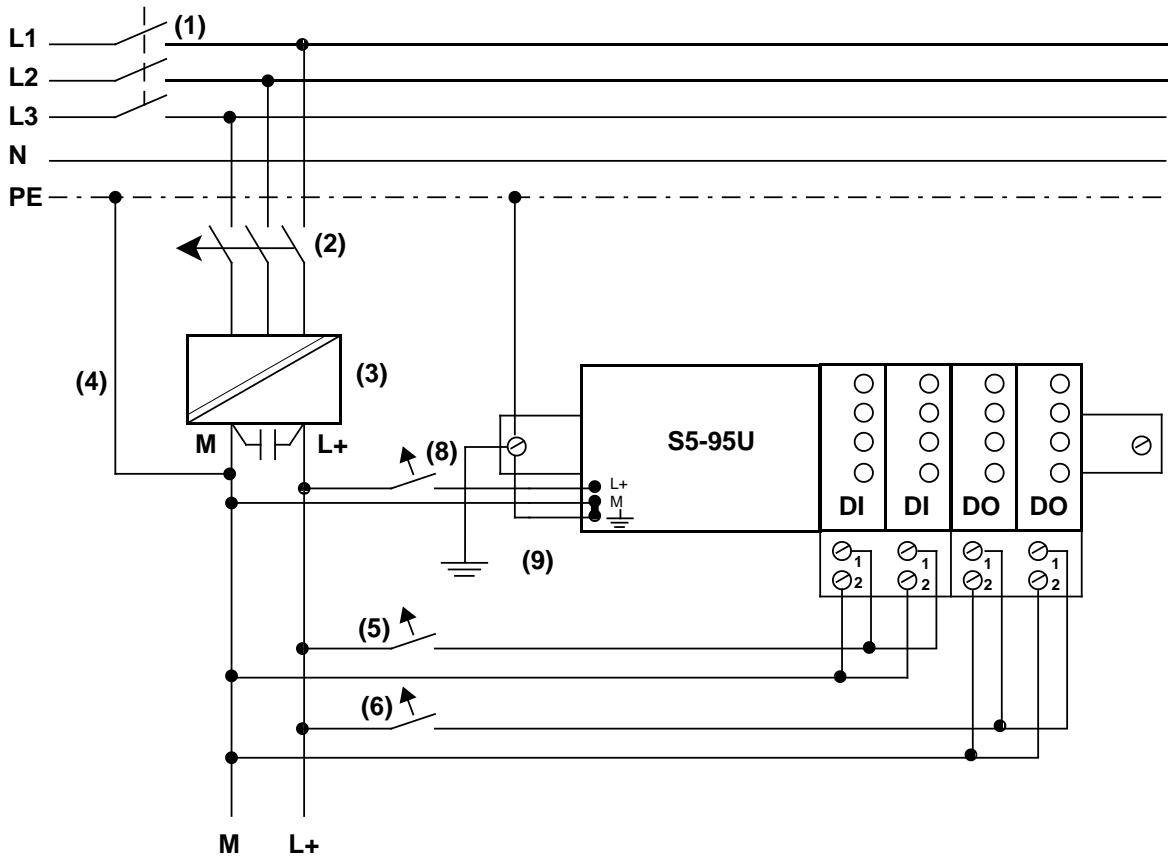 L1
(1)
L2
L3
N
PE
(2)
(3)
(4)
M
L+
(8)
S5-95U
L+
M
DI DI DO DO
(9)
1 1 1 1
2 2 2 2
(5)
(6)
M L+